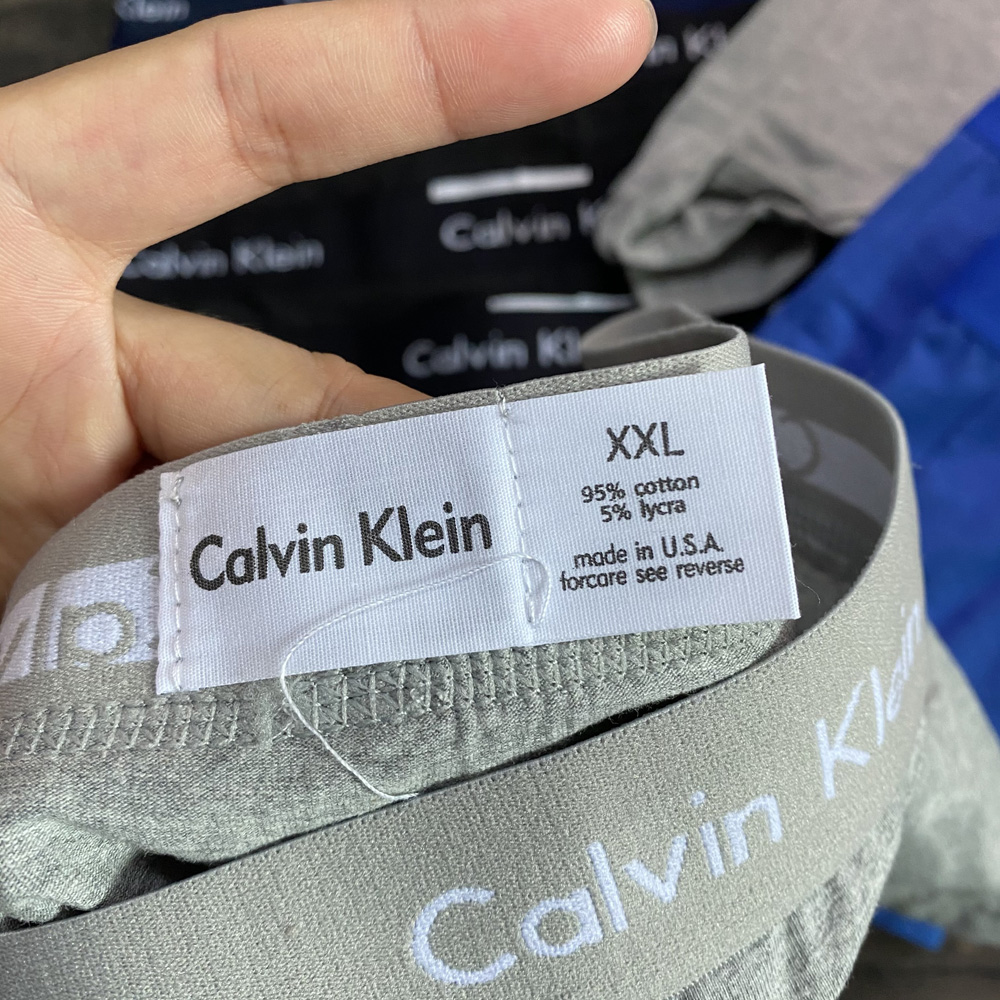 Klein
Calvin Klein
Calvin
Calvin Kl
Calvin Klein
XXL
95% cotton
5% lycra
made in U.S.A.
forcare see reverse
Calvin Klein